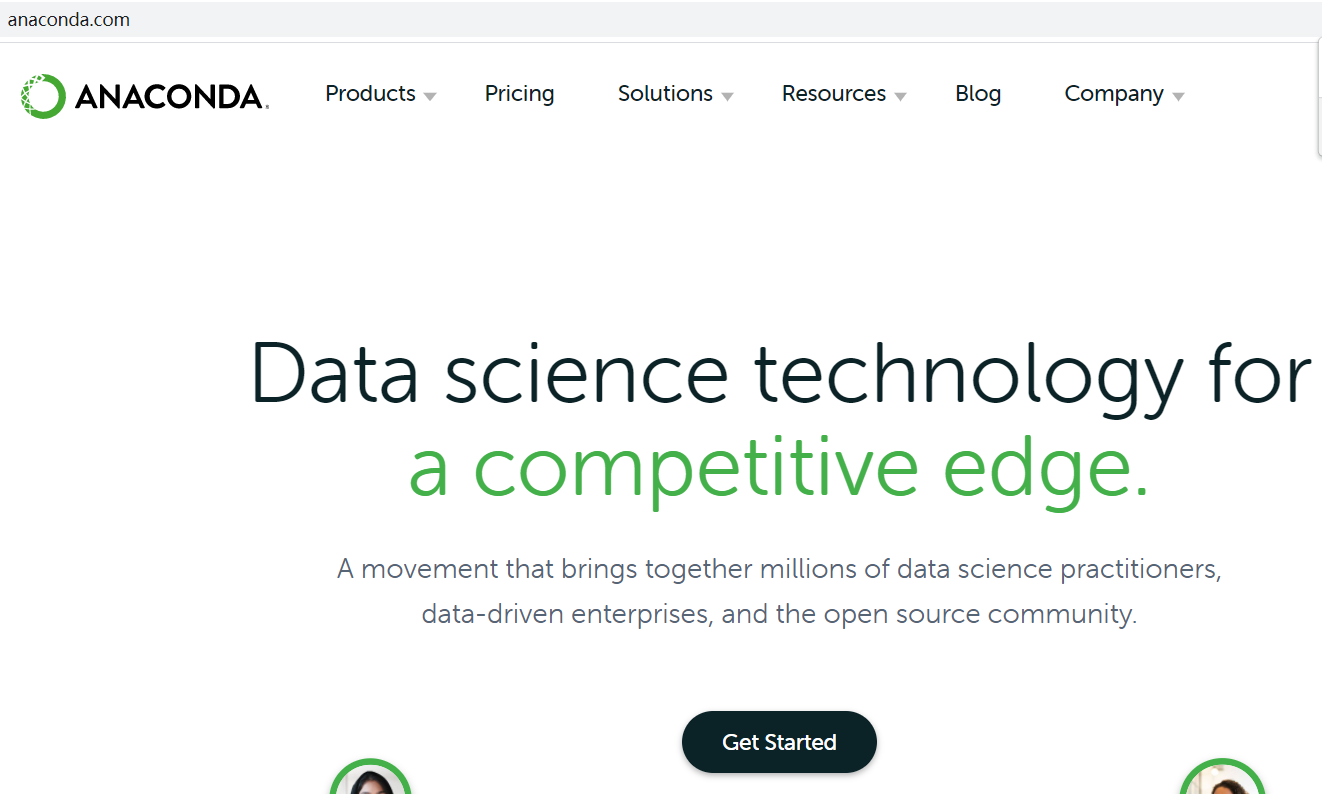 anaconda.com
ANACONDA.
Products Pricing Solutions Resources Blog Company
Data science technology for
a competitive edge.
A movement that brings together millions of data science practitioners,
data-driven enterprises, and the open source community.
Get Started